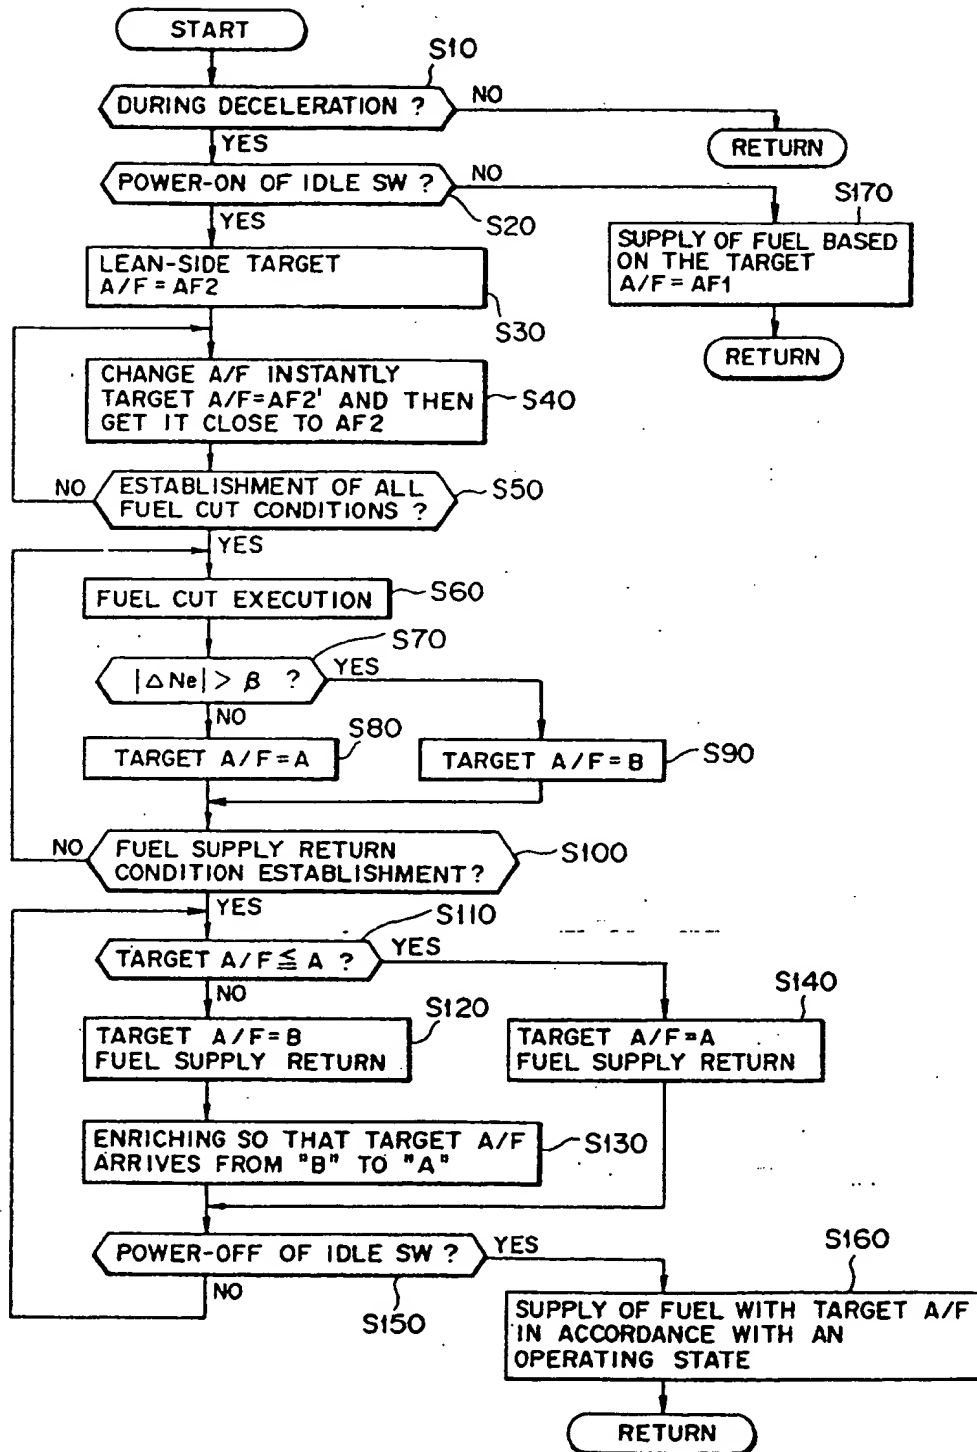 START
S10
DURING DECELERATION ?
NO
RETURN
YES
POWER-ON OF IDLE SW ?
NO
S20
YES
S170
SUPPLY OF FUEL BASED
ON THE TARGET
A/F = AF1
RETURN
LEAN-SIDE TARGET
A/F = AF2
S30
CHANGE A/F INSTANTLY
TARGET A/F=AF2' AND THEN
GET IT CLOSE TO AF2
S40
ESTABLISHMENT OF ALL
FUEL CUT CONDITIONS ?
S50
NO
YES
FUEL CUT EXECUTION
S60
S70
|△Ne| > β ?
YES
NO
S80
TARGET A/F = A
TARGET A/F = B
S90
FUEL SUPPLY RETURN
CONDITION ESTABLISHMENT?
S100
NO
YES
S110
TARGET A/F ≦ A ?
YES
NO
S120
TARGET A/F = B
FUEL SUPPLY RETURN
S140
TARGET A/F=A
FUEL SUPPLY RETURN
ENRICHING SO THAT TARGET A/F
ARRIVES FROM "B" TO "A"
S130
POWER-OFF OF IDLE SW ?
YES
NO
S150
S160
SUPPLY OF FUEL WITH TARGET A/F
IN ACCORDANCE WITH AN
OPERATING STATE
RETURN